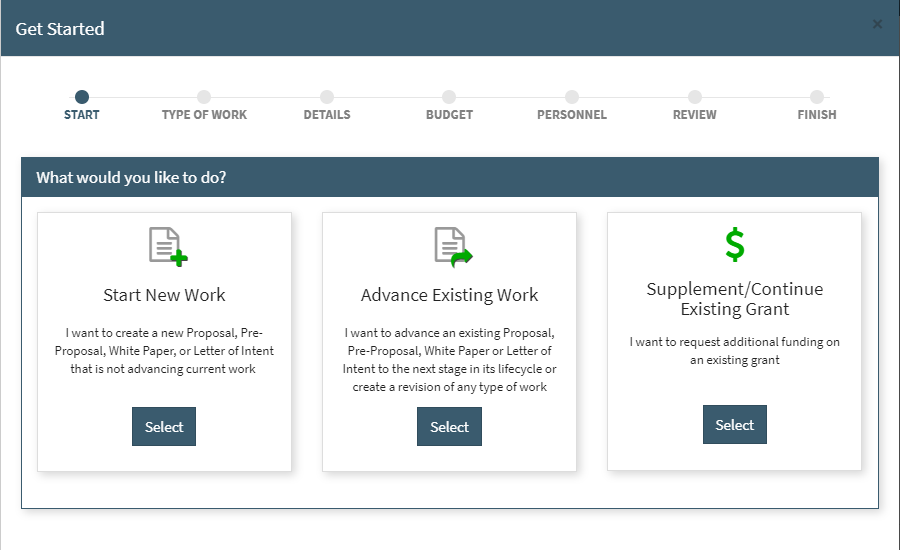 Get Started
×
START TYPE OF WORK DETAILS BUDGET PERSONNEL REVIEW FINISH
What would you like to do?
Start New Work
I want to create a new Proposal, Pre-
Proposal, White Paper, or Letter of Intent
that is not advancing current work
Select
Advance Existing Work
I want to advance an existing Proposal,
Pre-Proposal, White Paper or Letter of
Intent to the next stage in its lifecycle or
create a revision of any type of work
Select
$
Supplement/Continue
Existing Grant
I want to request additional funding on
an existing grant
Select